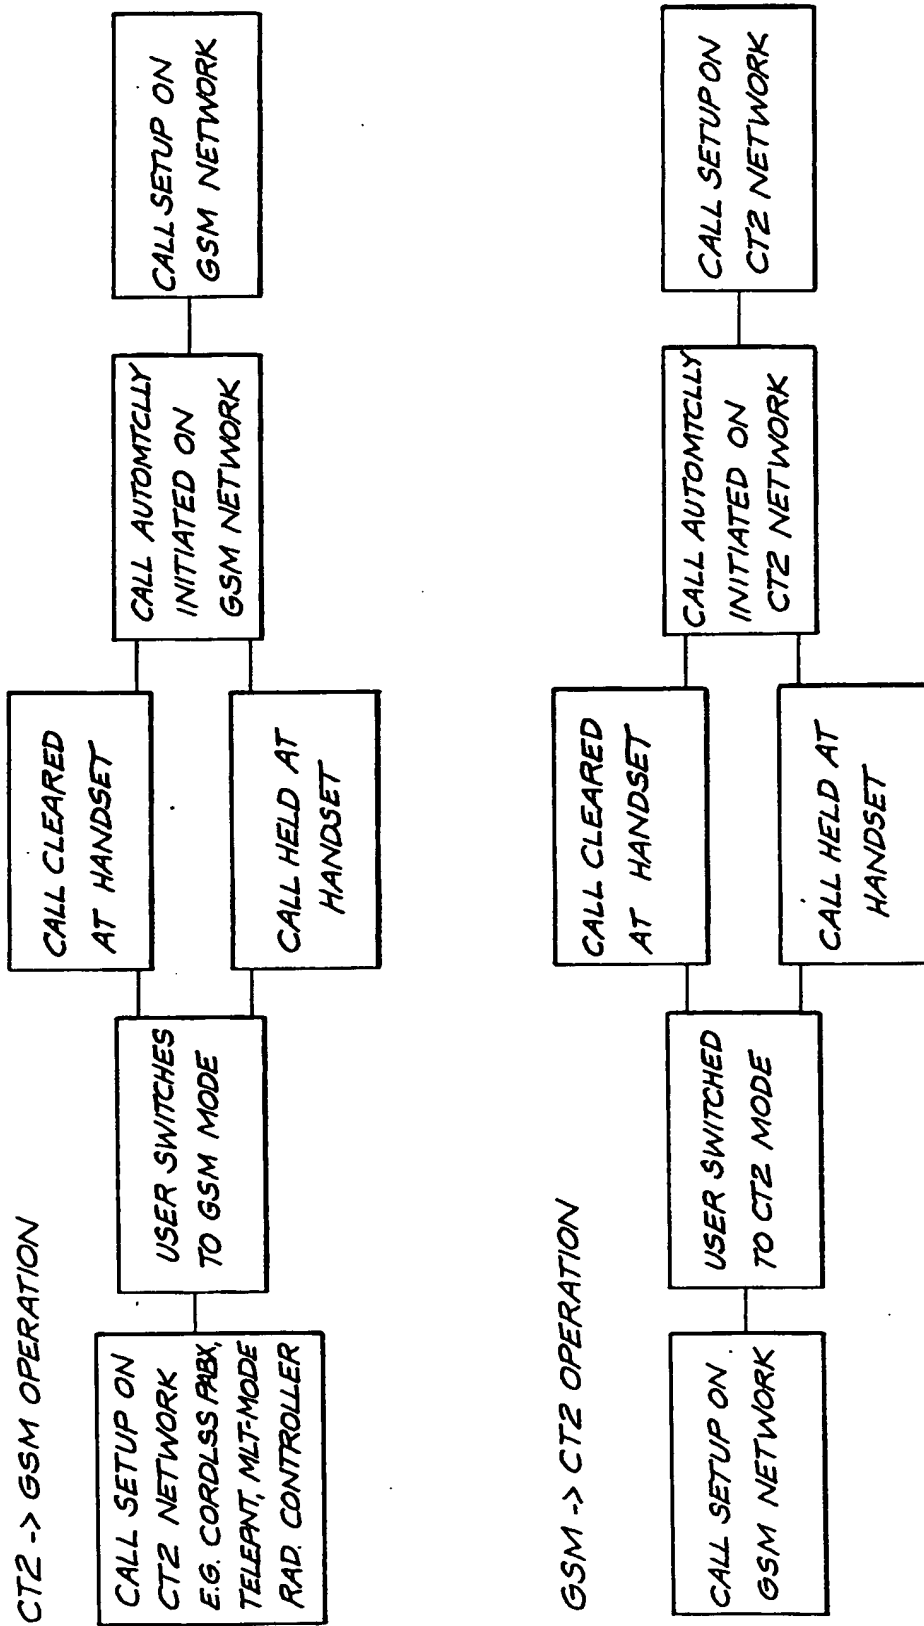 CT2 -> GSM OPERATION
CALL SETUP ON
CT2 NETWORK
E.G. CORDLSS PABX,
TELEPNT, MLT-MODE
RAD. CONTROLLER
USER SWITCHES
TO GSM MODE
CALL CLEARED
AT HANDSET
CALL HELD AT
HANDSET
CALL AUTOMTCLLY
INITIATED ON
GSM NETWORK
CALL SETUP ON
GSM NETWORK
GSM -> CT2 OPERATION
CALL SETUP ON
GSM NETWORK
USER SWITCHED
TO CT2 MODE
CALL CLEARED
AT HANDSET
CALL HELD AT
HANDSET
CALL AUTOMTCLLY
INITIATED ON
CT2 NETWORK
CALL SETUP ON
CT2 NETWORK